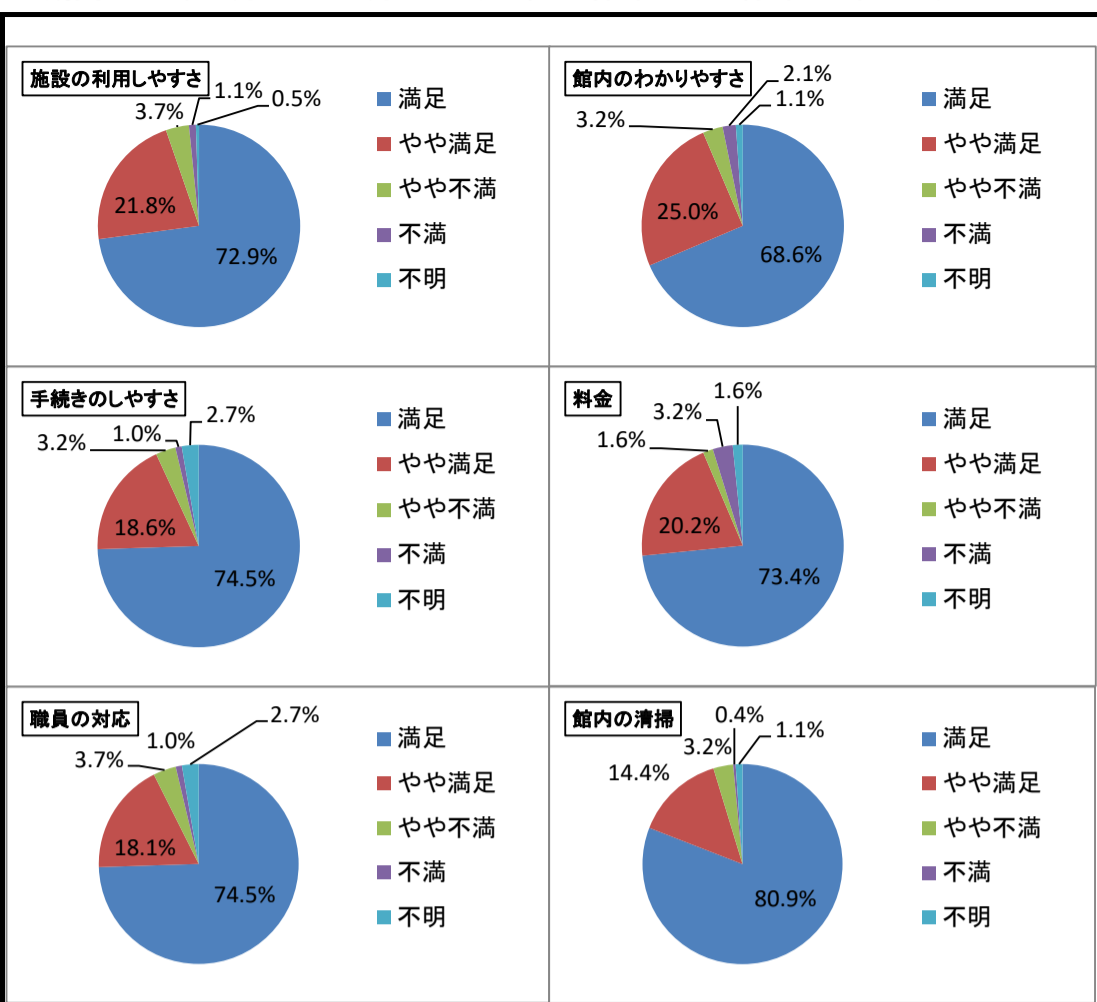 施設の利用しやすさ
3.7%
1.1%
0.5%
21.8%
72.9%
満足
やや満足
やや不満
不満
不明
館内のわかりやすさ
3.2%
2.1%
1.1%
25.0%
68.6%
満足
やや満足
やや不満
不満
不明
手続きのしやすさ
3.2%
1.0%
2.7%
18.6%
74.5%
満足
やや満足
やや不満
不満
不明
料金
1.6%
3.2%
1.6%
20.2%
73.4%
満足
やや満足
やや不満
不満
不明
職員の対応
3.7%
1.0%
2.7%
18.1%
74.5%
満足
やや満足
やや不満
不満
不明
館内の清掃
14.4%
3.2%
0.4%
1.1%
80.9%
満足
やや満足
やや不満
不満
不明